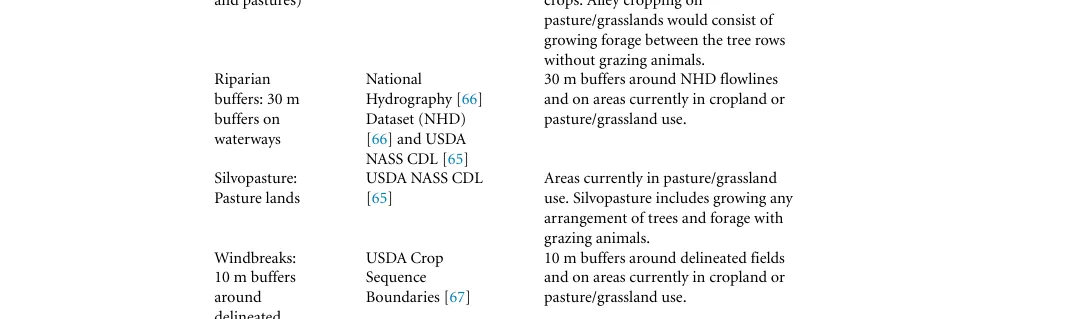 and pastures)
crops. Alley cropping on
pasture/grasslands would consist of
growing forage between the tree rows
without grazing animals.
Riparian
buffers: 30 m
buffers on
waterways
National
Hydrography [66]
Dataset (NHD)
[66] and USDA
NASS CDL [65]
30 m buffers around NHD flowlines
and on areas currently in cropland or
pasture/grassland use.
Silvopasture:
Pasture lands
USDA NASS CDL
[65]
Areas currently in pasture/grassland
use. Silvopasture includes growing any
arrangement of trees and forage with
grazing animals.
Windbreaks:
10 m buffers
around
delineated
USDA Crop
Sequence
Boundaries [67]
10 m buffers around delineated fields
and on areas currently in cropland or
pasture/grassland use.